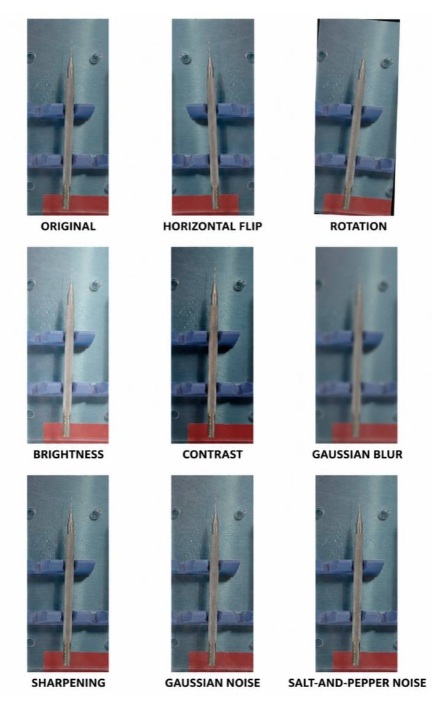 ORIGINAL
HORIZONTAL FLIP
ROTATION
BRIGHTNESS
CONTRAST
GAUSSIAN BLUR
SHARPENING
GAUSSIAN NOISE
SALT-AND-PEPPER NOISE